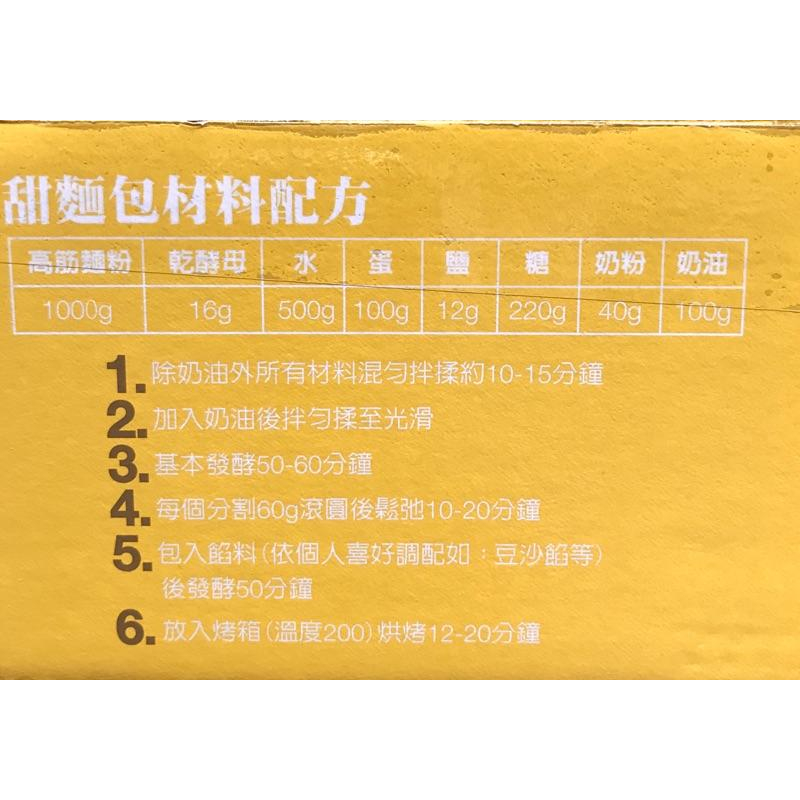 甜麵包材料配方
高筋麵粉 乾酵母 水 蛋 鹽 糖 奶粉 奶油
1000g 16g 500g 100g 12g 220g 40g 100g
1. 除奶油外所有材料混勻拌揉約10-15分鐘
2. 加入奶油後拌勻揉至光滑
3. 基本發酵50-60分鐘
4. 每個分割60g滾圓後鬆弛10-20分鐘
5. 包入餡料(依個人喜好調配如：豆沙餡等)
後發酵50分鐘
6. 放入烤箱(溫度200)烘烤12-20分鐘